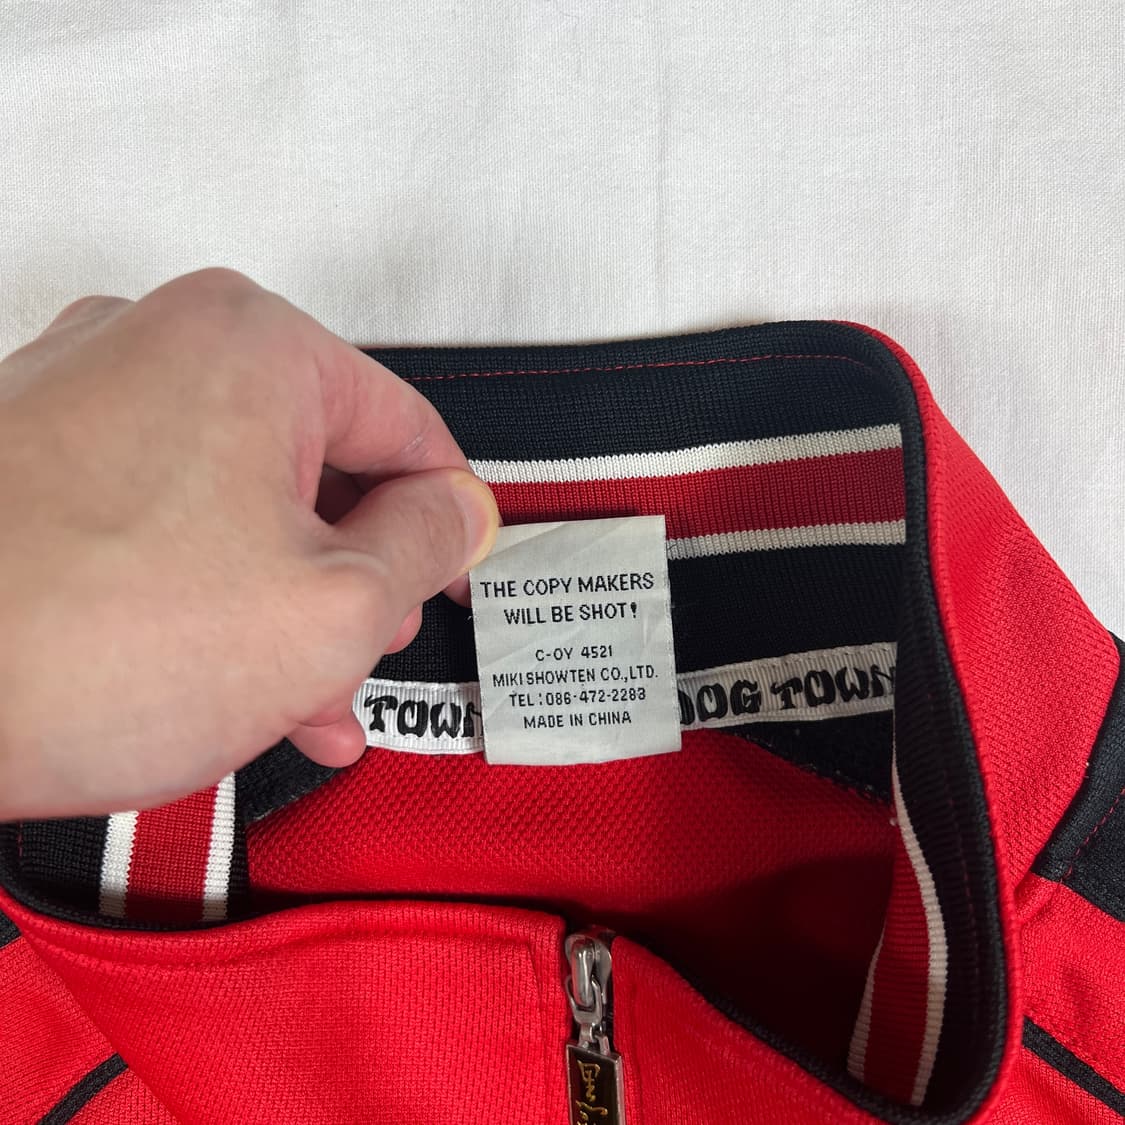 THE COPY MAKERS
WILL BE SHOT!
C-OY 4521
MIKI SHOWTEN CO.,LTD.
TEL:086-472-2283
MADE IN CHINA
TOWN
DOG TOWN